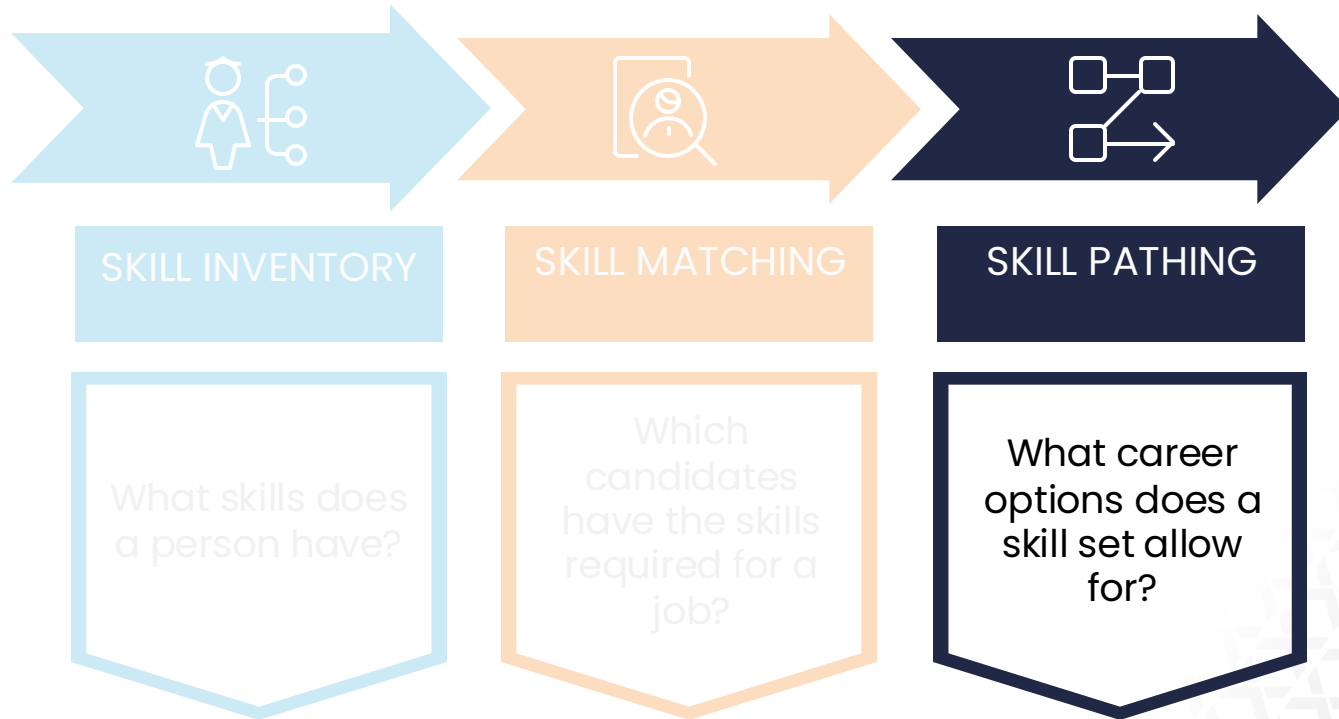 SKILL INVENTORY
SKILL MATCHING
SKILL PATHING
What skills does
a person have?
Which
candidates
have the skills
required for a
job?
What career
options does a
skill set allow
for?